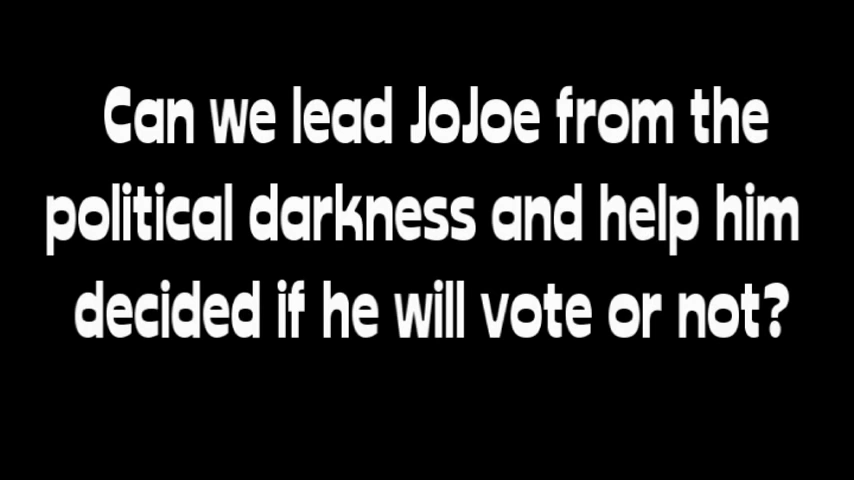 Can we lead JoJoe from the
political darkness and help him
decided if he will vote or not?